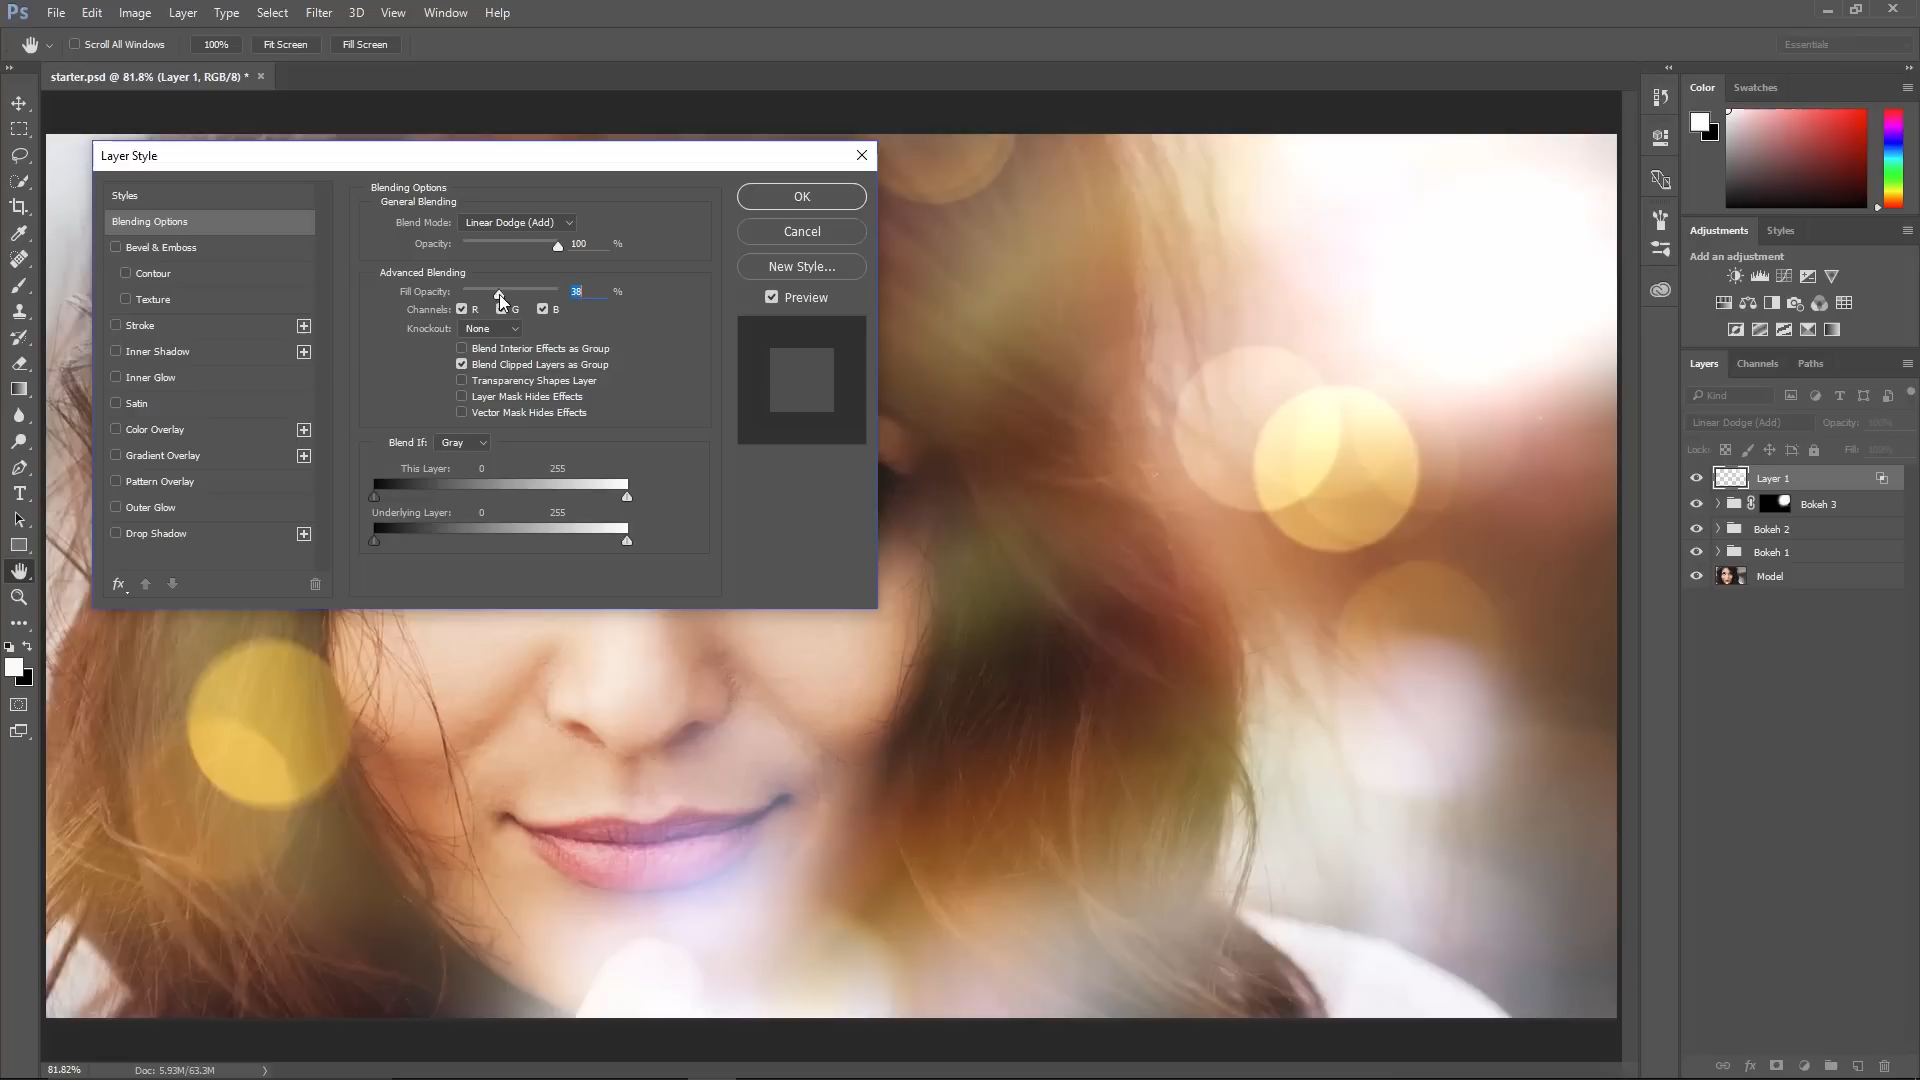 Ps File Edit Image Layer Type Select Filter 3D View Window Help
Scroll All Windows 100% Fit Screen Fill Screen Essentials
starter.psd @ 81.8% (Layer 1, RGB/8) * ×
Layer Style
Styles
Blending Options
Bevel & Emboss
Contour
Texture
Stroke
Inner Shadow
Inner Glow
Satin
Color Overlay
Gradient Overlay
Pattern Overlay
Outer Glow
Drop Shadow
fx
Blending Options
General Blending
Blend Mode: Linear Dodge (Add)
Opacity: 100 %
Advanced Blending
Fill Opacity: 38 %
Channels: R G B
Knockout: None
Blend Interior Effects as Group
Blend Clipped Layers as Group
Transparency Shapes Layer
Layer Mask Hides Effects
Vector Mask Hides Effects
Blend If: Gray
This Layer: 0 255
Underlying Layer: 0 255
OK
Cancel
New Style...
Preview
Color Swatches
Adjustments Styles
Add an adjustment
Layers Channels Paths
Kind
Linear Dodge (Add) Opacity: 100%
Lock: Fill: 100%
Layer 1
Bokeh 3
Bokeh 2
Bokeh 1
Model
fx
81.82% Doc: 5.93M/63.3M